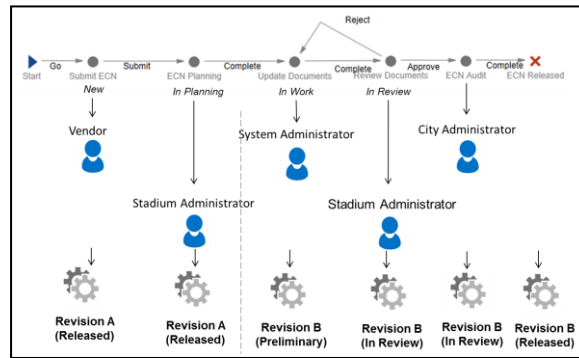 Reject
Go
Submit
Complete
Complete
Approve
Complete
Start
Submit ECN
ECN Planning
Update Documents
Review Documents
ECN Audit
ECN Released
New
In Planning
In Work
In Review
Vendor
System Administrator
City Administrator
Stadium Administrator
Stadium Administrator
Revision A
(Released)
Revision A
(Released)
Revision B
(Preliminary)
Revision B
(In Review)
Revision B
(In Review)
Revision B
(Released)